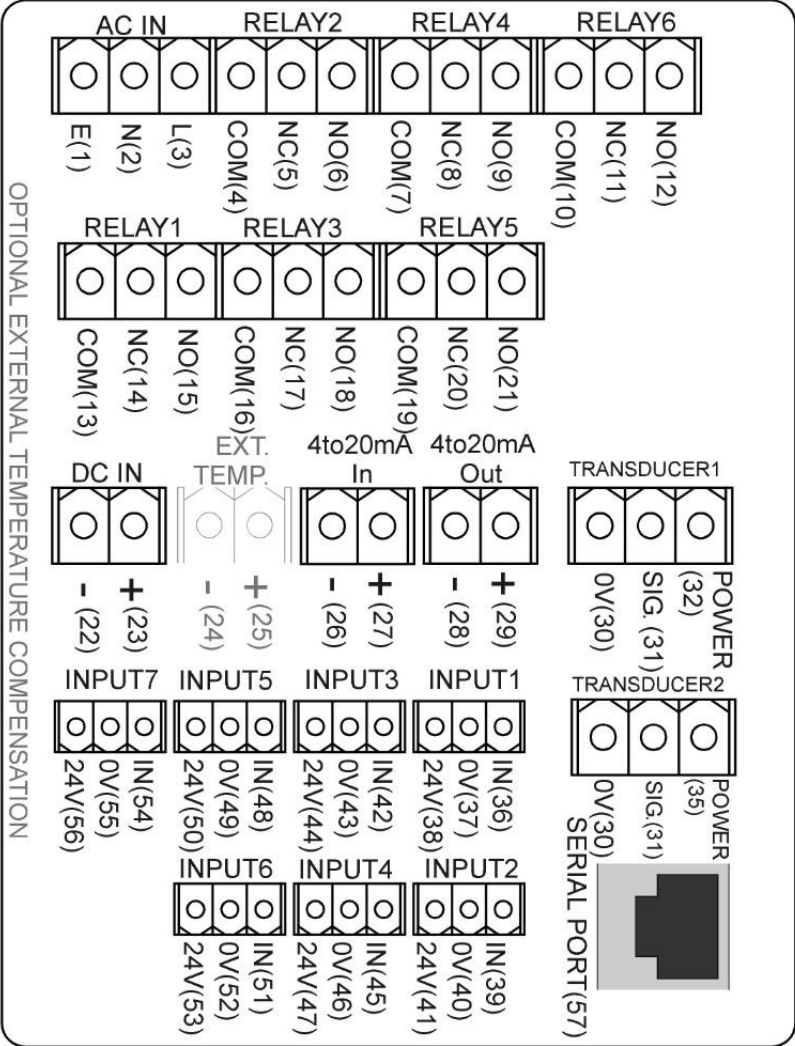 AC IN RELAY2 RELAY4 RELAY6
E(1) N(2) L(3) COM(4) NC(5) NO(6) COM(7) NC(8) NO(9) COM(10) NC(11) NO(12)
RELAY1 RELAY3 RELAY5
COM(13) NC(14) NO(15) COM(16) NC(17) NO(18) COM(19) NC(20) NO(21)
OPTIONAL EXTERNAL TEMPERATURE COMPENSATION
DC IN
- (22) + (23)
EXT.
TEMP.
- (24) + (25)
4to20mA
In
- (26) + (27)
4to20mA
Out
- (28) + (29)
TRANSDUCER1
0V(30) SIG.(31) POWER
(32)
INPUT7 INPUT5 INPUT3 INPUT1
24V(56) 0V(55) IN(54) 24V(50) 0V(49) IN(48) 24V(44) 0V(43) IN(42) 24V(38) 0V(37) IN(36)
TRANSDUCER2
0V(30) SIG.(31) POWER
(35)
INPUT6 INPUT4 INPUT2
24V(53) 0V(52) IN(51) 24V(47) 0V(46) IN(45) 24V(41) 0V(40) IN(39)
SERIAL PORT(57)